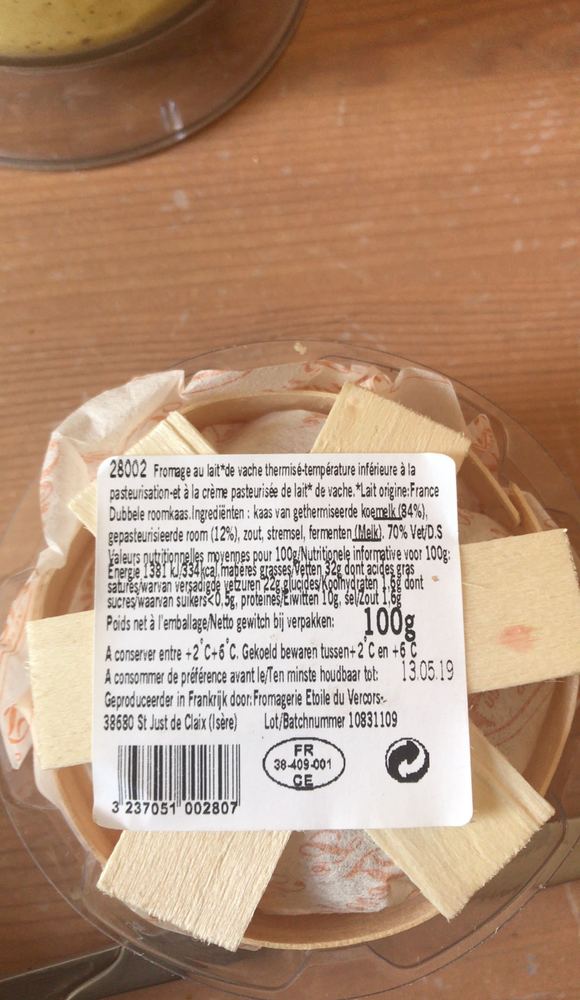 28002 Fromage au lait*de vache thermisé-température inférieure à la
pasteurisation-et à la crème pasteurisée de lait* de vache.*Lait origine:France
Dubbele roomkaas.Ingrediënten : kaas van gethermiseerde koemelk (84%),
gepasteuriseerde room (12%), zout, stremsel, fermenten (Melk). 70% Vet/D.S
Valeurs nutritionnelles moyennes pour 100g/Nutritionele informative voor 100g:
Énergie 1381 kJ/334kcal, matières grasses/Vetten 32g dont acides gras
saturés/warvan versadigde vetzuren 22g, glucides/Koolhydraten 1,6g dont
sucres/waarvan suikers<0,5g, protéines/Eiwitten 10g, sel/Zout 1,6g
Poids net à l'emballage/Netto gewitch bij verpakken: 100g
A conserver entre +2°C+6°C. Gekoeld bewaren tussen+2°C en +6°C
A consommer de préférence avant le/Ten minste houdbaar tot: 13.05.19
Geproduceerder in Frankrijk door:Fromagerie Etoile du Vercors-
38680 St Just de Claix (Isère) Lot/Batchnummer 10831109
FR
38-409-001
CE
3 237051 002807